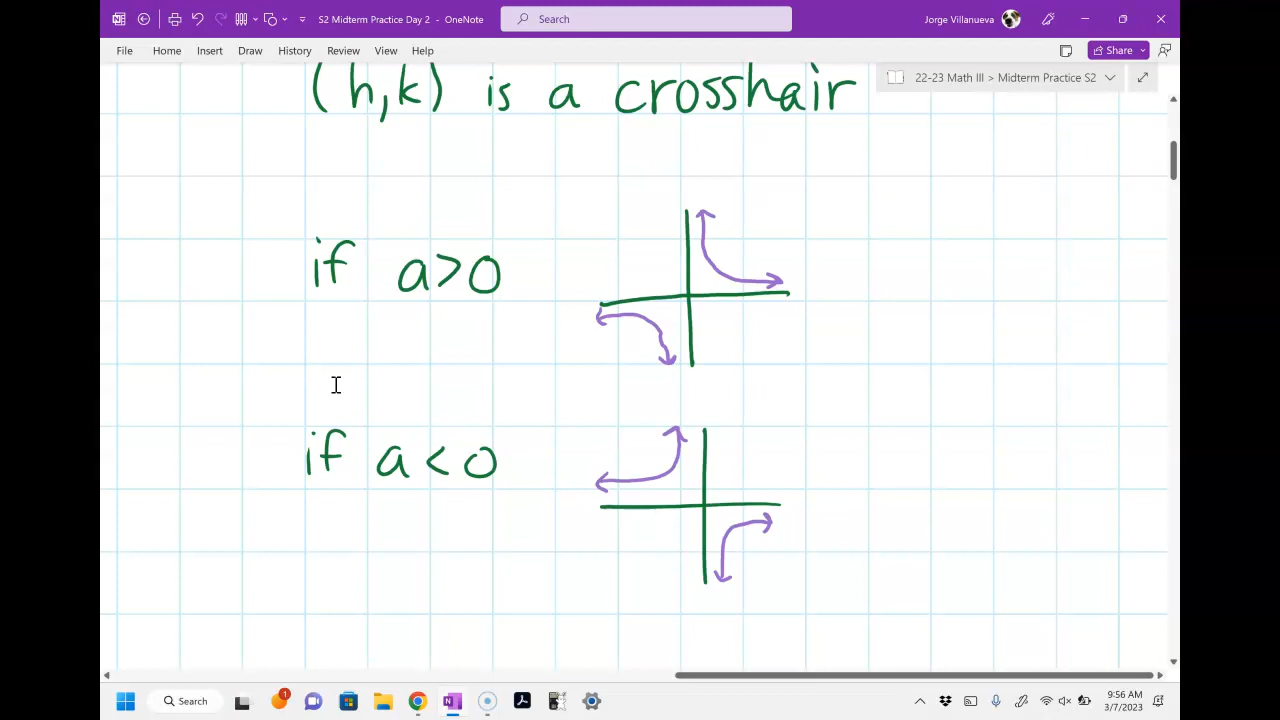 S2 Midterm Practice Day 2 - OneNote
Search
Jorge Villanueva
File Home Insert Draw History Review View Help
Share
22-23 Math III > Midterm Practice S2
(h,k) is a crosshair
if a>0
if a<0
Search
1
9:56 AM
3/7/2023